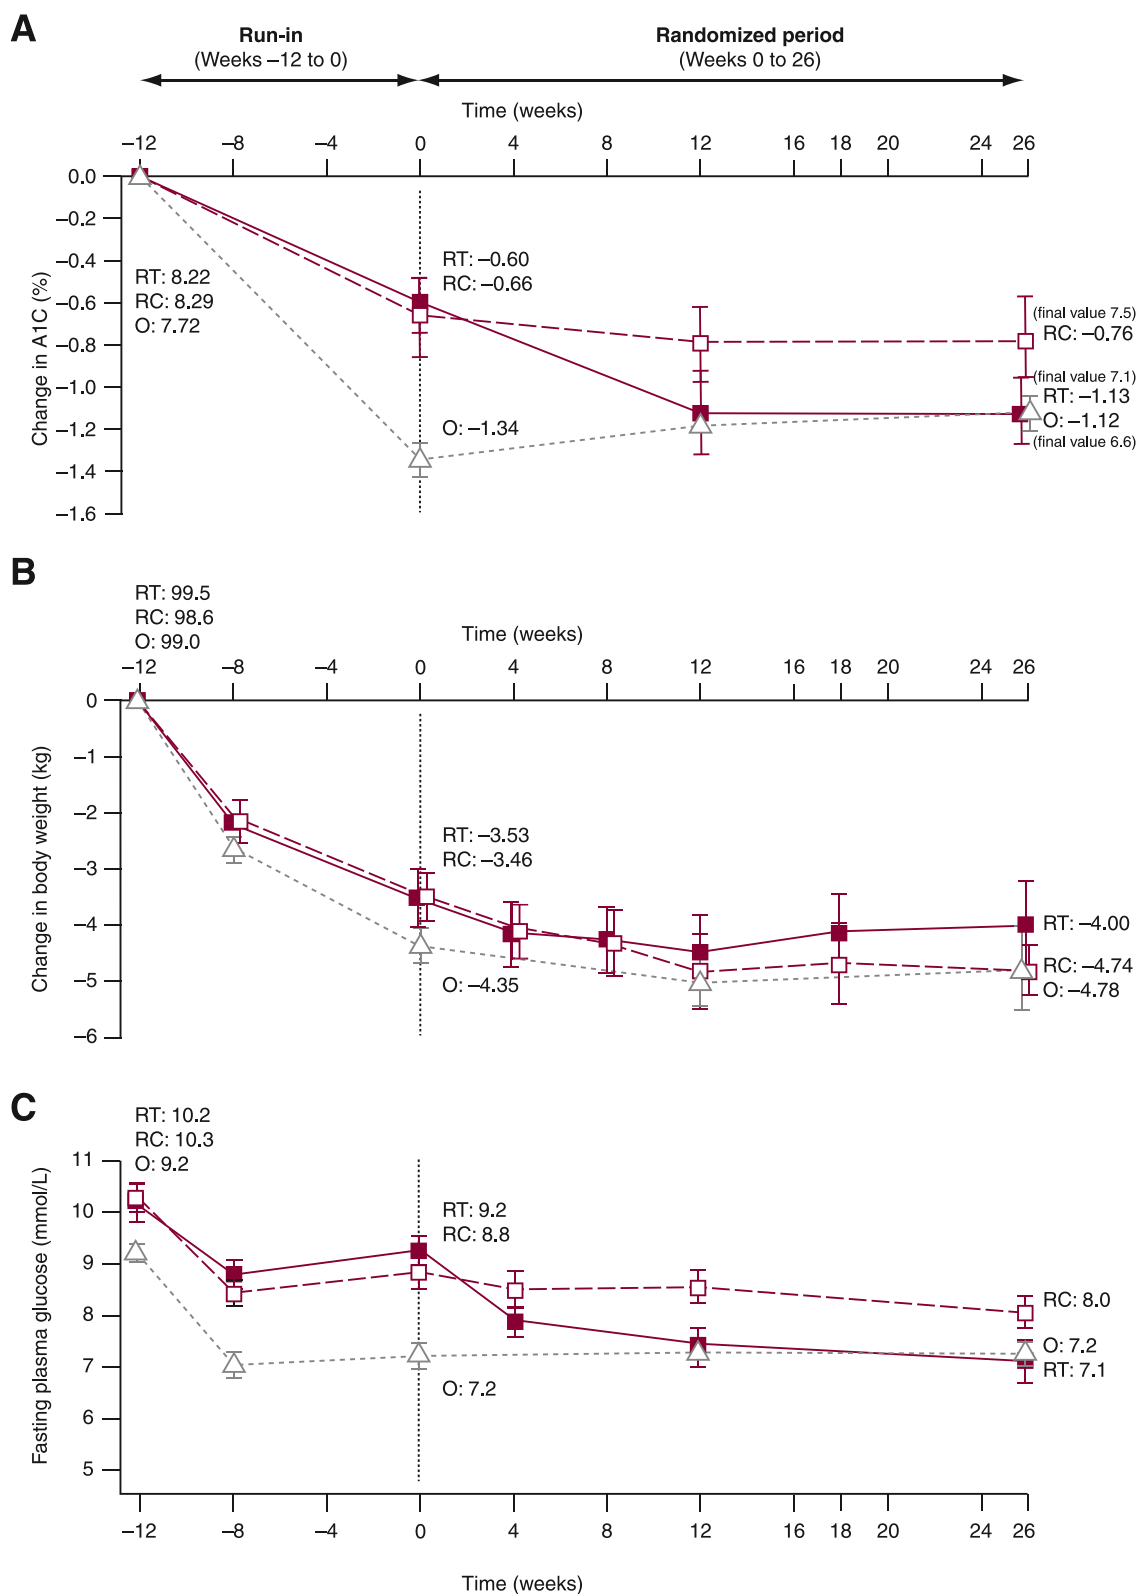 A
Run-in
(Weeks –12 to 0)
Randomized period
(Weeks 0 to 26)
Time (weeks)
–12 –8 –4 0 4 8 12 16 18 20 24 26
Change in A1C (%)
0.0
–0.2
–0.4
–0.6
–0.8
–1.0
–1.2
–1.4
–1.6
RT: 8.22
RC: 8.29
O: 7.72
RT: –0.60
RC: –0.66
O: –1.34
(final value 7.5)
RC: –0.76
(final value 7.1)
RT: –1.13
O: –1.12
(final value 6.6)
B
RT: 99.5
RC: 98.6
O: 99.0
Time (weeks)
–12 –8 –4 0 4 8 12 16 18 20 24 26
Change in body weight (kg)
0
–1
–2
–3
–4
–5
–6
RT: –3.53
RC: –3.46
O: –4.35
RT: –4.00
RC: –4.74
O: –4.78
C
RT: 10.2
RC: 10.3
O: 9.2
Fasting plasma glucose (mmol/L)
11
10
9
8
7
6
5
RT: 9.2
RC: 8.8
O: 7.2
RC: 8.0
O: 7.2
RT: 7.1
–12 –8 –4 0 4 8 12 16 18 20 24 26
Time (weeks)